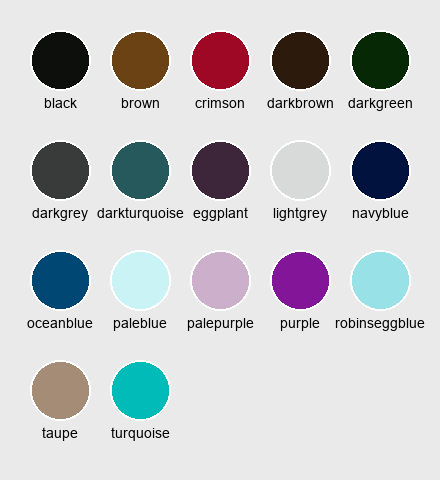 black brown crimson darkbrown darkgreen
darkgrey darkturquoise eggplant lightgrey navyblue
oceanblue paleblue palepurple purple robinseggblue
taupe turquoise